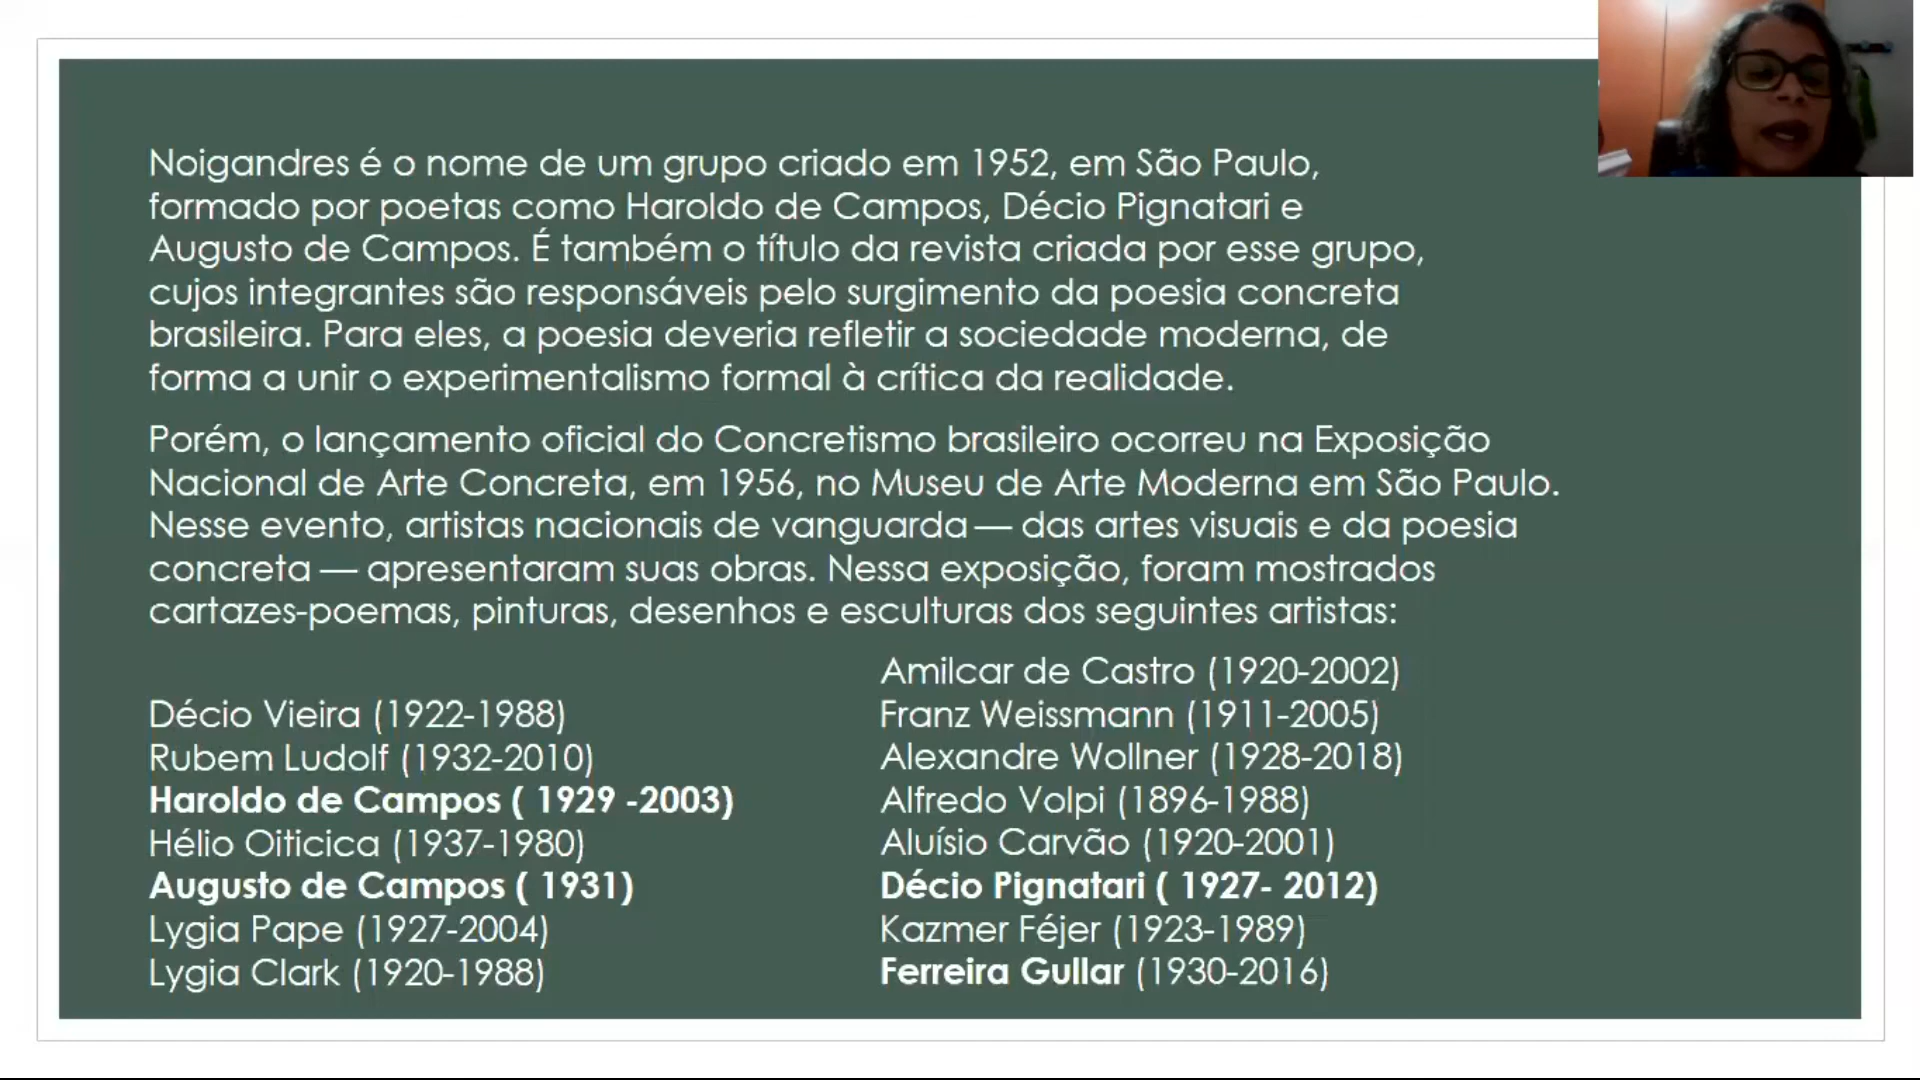 Noigandres é o nome de um grupo criado em 1952, em São Paulo,
formado por poetas como Haroldo de Campos, Décio Pignatari e
Augusto de Campos. É também o título da revista criada por esse grupo,
cujos integrantes são responsáveis pelo surgimento da poesia concreta
brasileira. Para eles, a poesia deveria refletir a sociedade moderna, de
forma a unir o experimentalismo formal à crítica da realidade.
Porém, o lançamento oficial do Concretismo brasileiro ocorreu na Exposição
Nacional de Arte Concreta, em 1956, no Museu de Arte Moderna em São Paulo.
Nesse evento, artistas nacionais de vanguarda — das artes visuais e da poesia
concreta — apresentaram suas obras. Nessa exposição, foram mostrados
cartazes-poemas, pinturas, desenhos e esculturas dos seguintes artistas:
Décio Vieira (1922-1988)
Rubem Ludolf (1932-2010)
Haroldo de Campos ( 1929 -2003)
Hélio Oiticica (1937-1980)
Augusto de Campos ( 1931)
Lygia Pape (1927-2004)
Lygia Clark (1920-1988)
Amilcar de Castro (1920-2002)
Franz Weissmann (1911-2005)
Alexandre Wollner (1928-2018)
Alfredo Volpi (1896-1988)
Aluísio Carvão (1920-2001)
Décio Pignatari ( 1927- 2012)
Kazmer Féjer (1923-1989)
Ferreira Gullar (1930-2016)